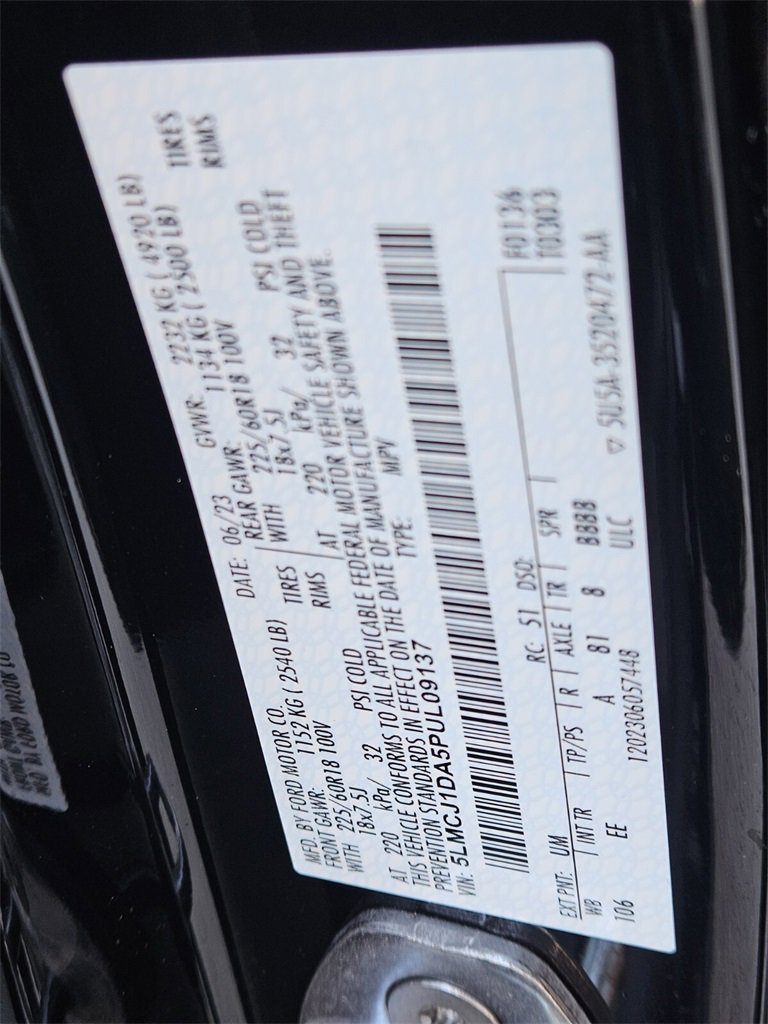 MFD. BY FORD MOTOR CO.
DATE: 06/23
GVWR: 2232 KG ( 4920 LB)
FRONT GAWR: 1152 KG ( 2540 LB)
REAR GAWR: 1134 KG ( 2500 LB)
WITH 225/60R18 100V TIRES
WITH 225/60R18 100V TIRES
18x7.5J RIMS
18x7.5J RIMS
AT 220 kPa/ 32 PSI COLD
AT 220 kPa/ 32 PSI COLD
THIS VEHICLE CONFORMS TO ALL APPLICABLE FEDERAL MOTOR VEHICLE SAFETY AND THEFT
PREVENTION STANDARDS IN EFFECT ON THE DATE OF MANUFACTURE SHOWN ABOVE.
VIN: 5LMCJ1DA5PUL09137
TYPE: MPV
F0136
T0303
EXT PNT: UM RC: 51 DSO:
WB INT TR TP/PS R AXLE TR SPR
106 EE A 81 8 BBBB
1202306057448 ULC
▽ 5U5A-3520472-AA